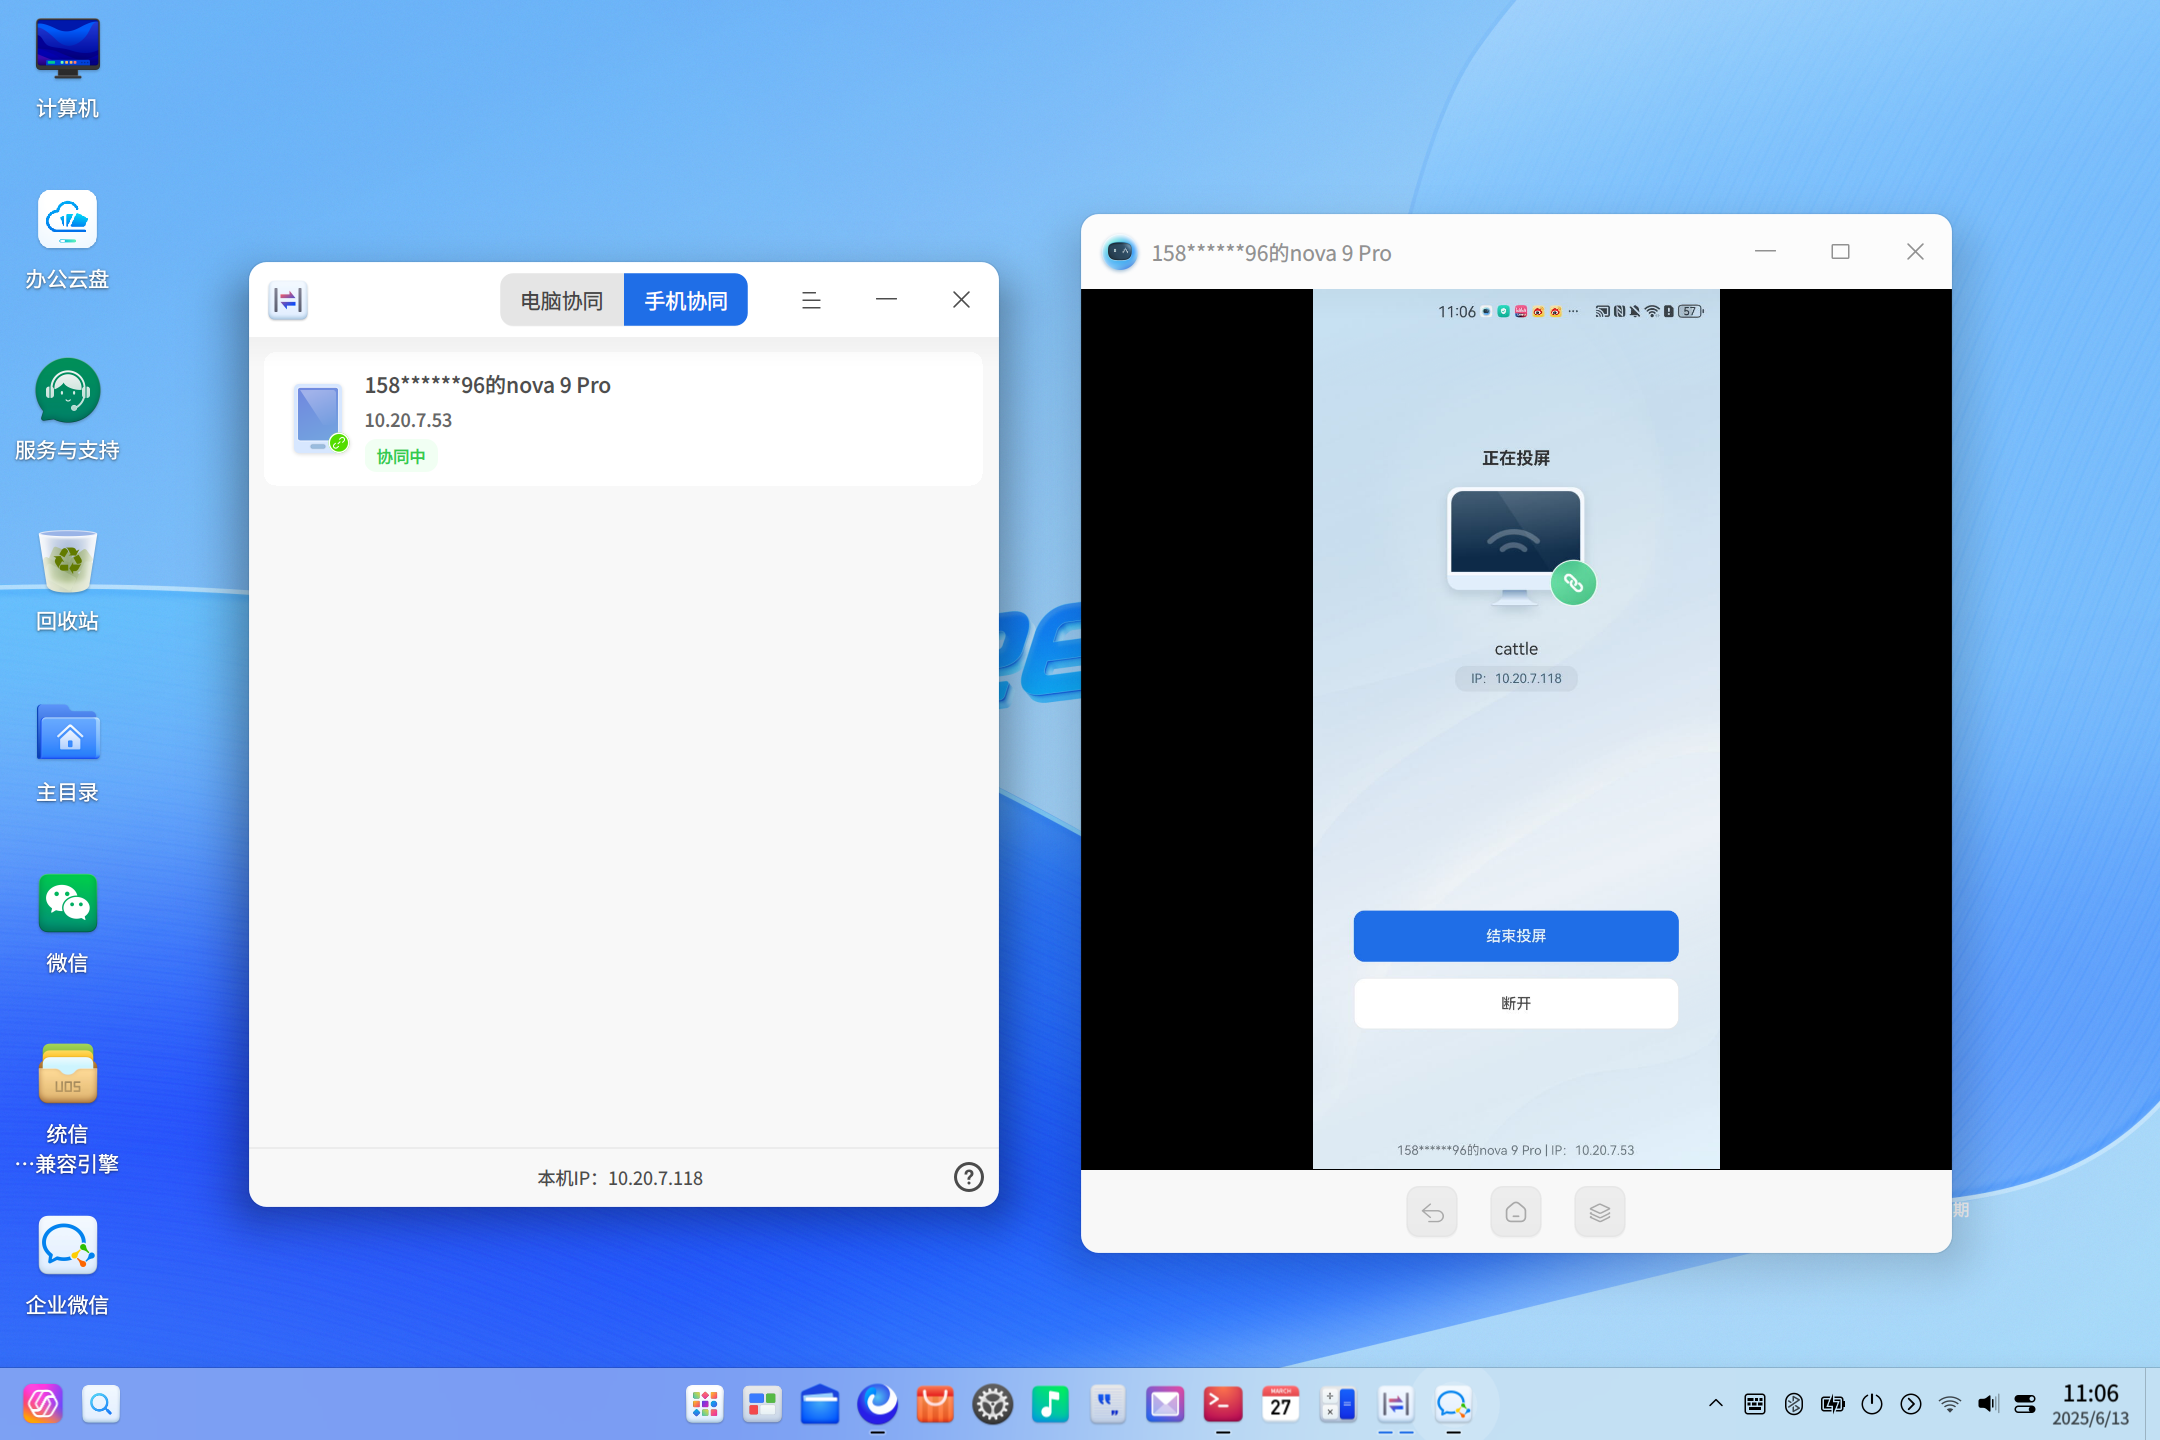 计算机
办公云盘
服务与支持
回收站
主目录
微信
UOS
统信
…兼容引擎
企业微信
电脑协同
手机协同
158******96的nova 9 Pro
10.20.7.53
协同中
本机IP：10.20.7.118
158******96的nova 9 Pro
11:06
57
正在投屏
cattle
IP： 10.20.7.118
结束投屏
断开
158******96的nova 9 Pro | IP： 10.20.7.53
期
MARCH
27
11:06
2025/6/13